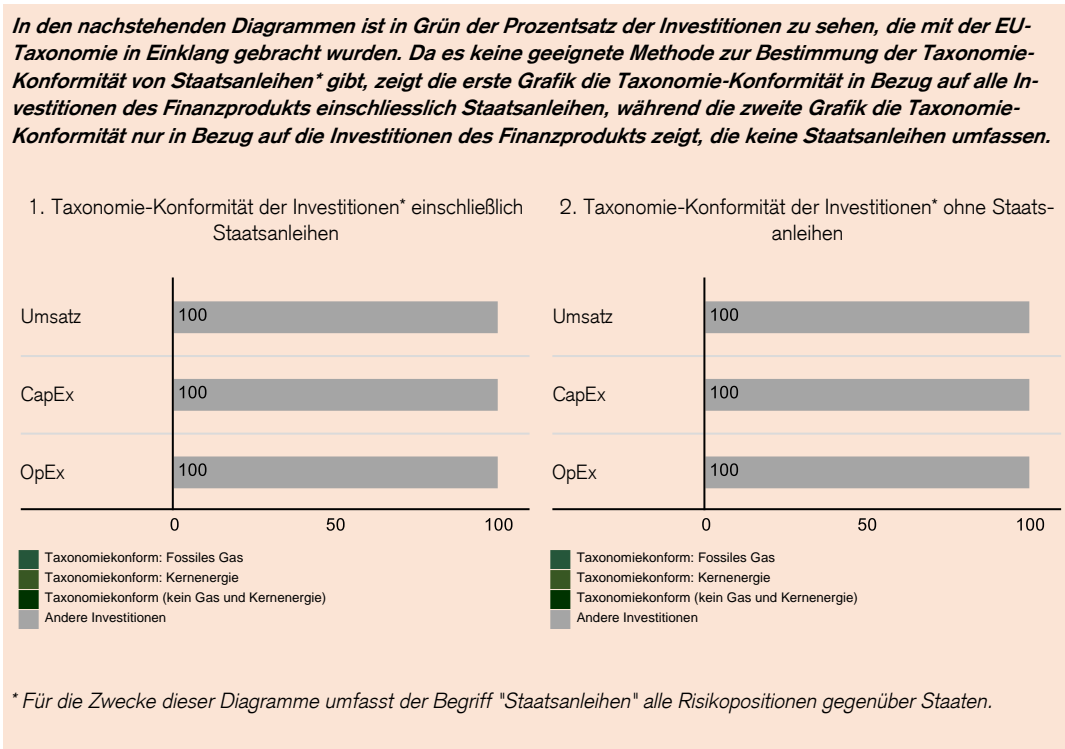 In den nachstehenden Diagrammen ist in Grün der Prozentsatz der Investitionen zu sehen, die mit der EU-
Taxonomie in Einklang gebracht wurden. Da es keine geeignete Methode zur Bestimmung der Taxonomie-
Konformität von Staatsanleihen* gibt, zeigt die erste Grafik die Taxonomie-Konformität in Bezug auf alle In-
vestitionen des Finanzprodukts einschliesslich Staatsanleihen, während die zweite Grafik die Taxonomie-
Konformität nur in Bezug auf die Investitionen des Finanzprodukts zeigt, die keine Staatsanleihen umfassen.
1. Taxonomie-Konformität der Investitionen* einschließlich
Staatsanleihen
Umsatz
100
CapEx
100
OpEx
100
0 50 100
Taxonomiekonform: Fossiles Gas
Taxonomiekonform: Kernenergie
Taxonomiekonform (kein Gas und Kernenergie)
Andere Investitionen
2. Taxonomie-Konformität der Investitionen* ohne Staats-
anleihen
Umsatz
100
CapEx
100
OpEx
100
0 50 100
Taxonomiekonform: Fossiles Gas
Taxonomiekonform: Kernenergie
Taxonomiekonform (kein Gas und Kernenergie)
Andere Investitionen
* Für die Zwecke dieser Diagramme umfasst der Begriff "Staatsanleihen" alle Risikopositionen gegenüber Staaten.